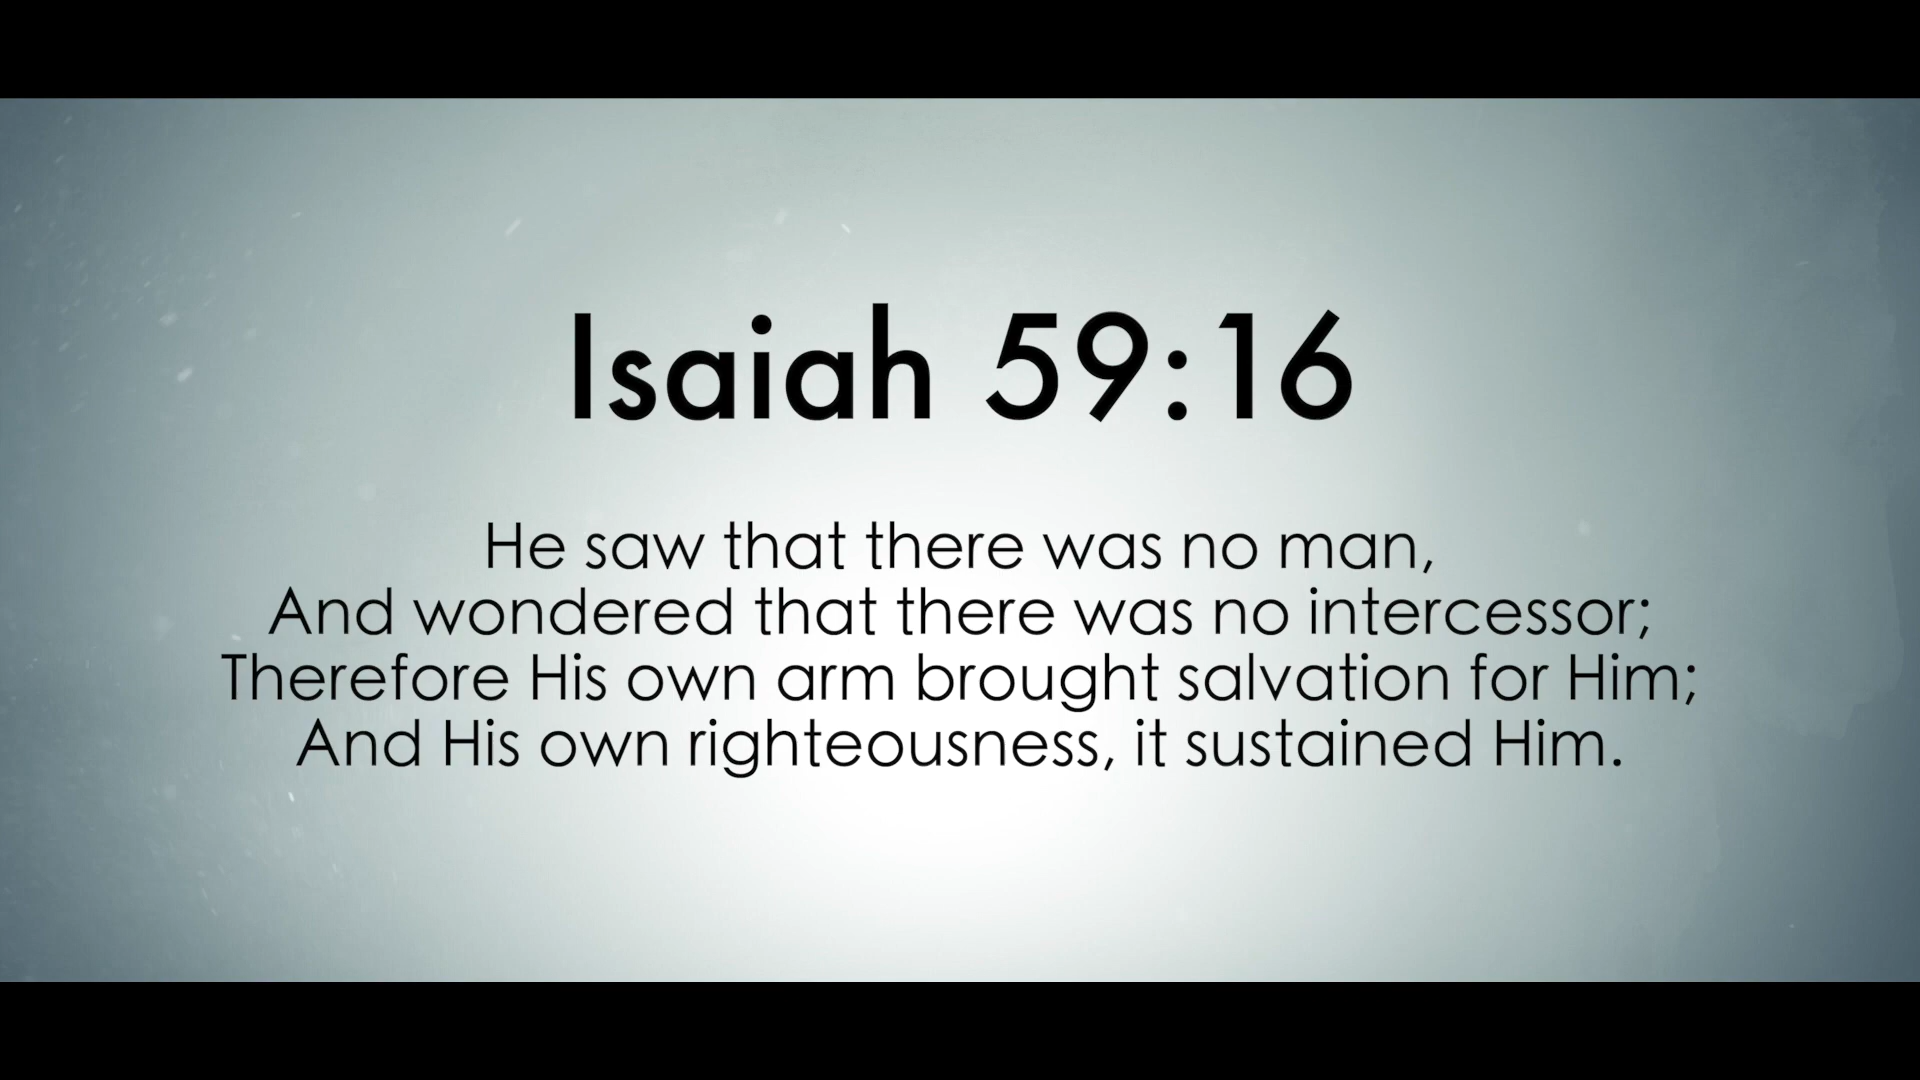 Isaiah 59:16
He saw that there was no man,
And wondered that there was no intercessor;
Therefore His own arm brought salvation for Him;
And His own righteousness, it sustained Him.